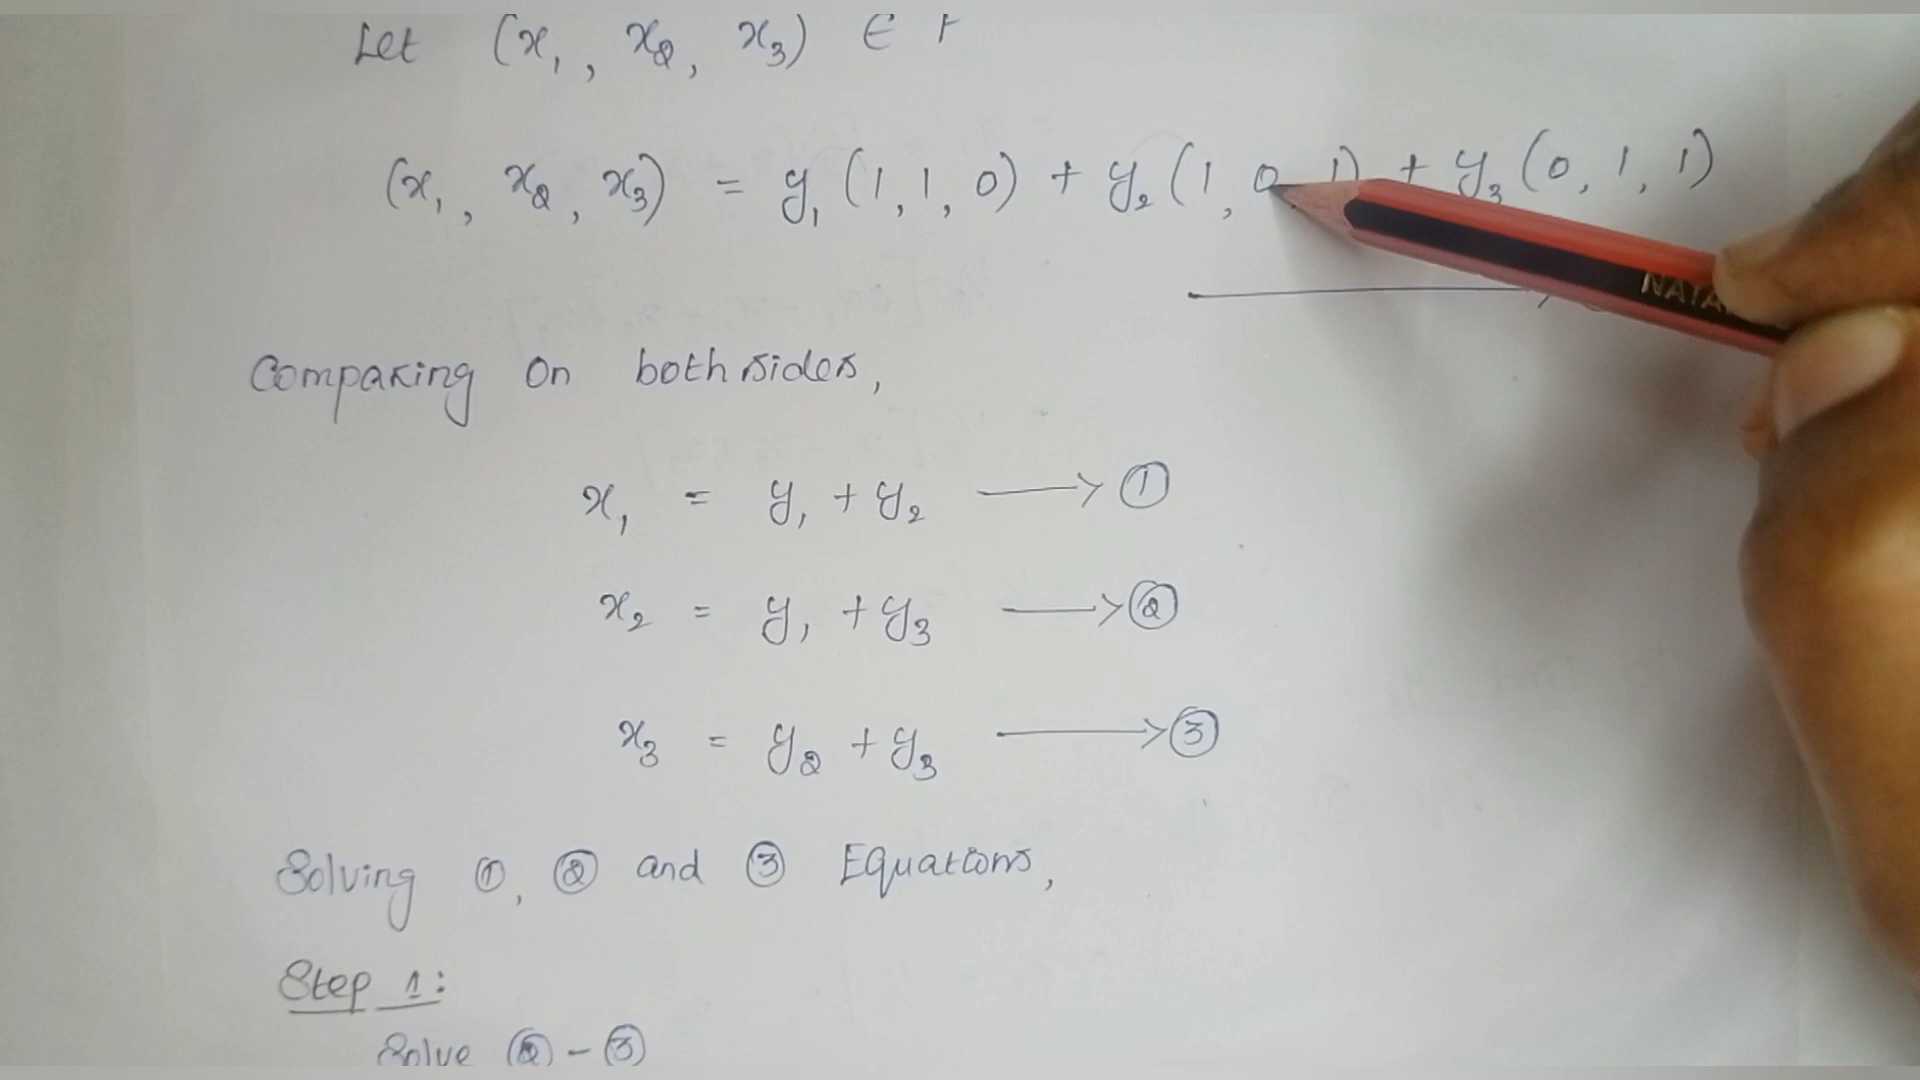 Let (x₁, x₂, x₃) ∈ F
(x₁, x₂, x₃) = y₁(1,1,0) + y₂(1,0,1) + y₃(0,1,1)
NATA
Comparing on both sides,
x₁ = y₁ + y₂ ⟶ ①
x₂ = y₁ + y₃ ⟶ ②
x₃ = y₂ + y₃ ⟶ ③
Solving ①, ② and ③ Equations,
Step 1:
Solve ② - ③